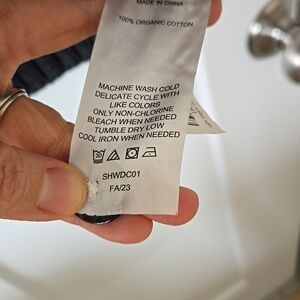 MADE IN CHINA
100% ORGANIC COTTON
MACHINE WASH COLD
DELICATE CYCLE WITH
LIKE COLORS
ONLY NON-CHLORINE
BLEACH WHEN NEEDED
TUMBLE DRY LOW
COOL IRON WHEN NEEDED
SHWDC01
FA/23